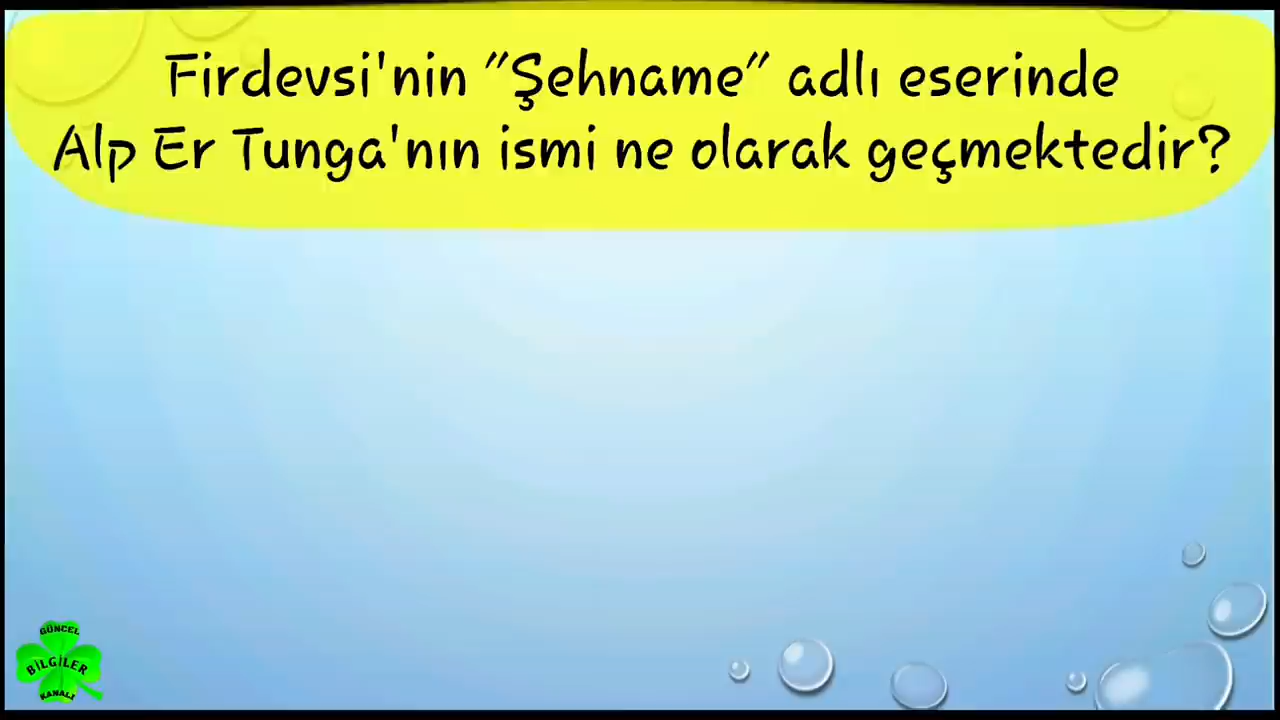 Firdevsi'nin "Şehname" adlı eserinde
Alp Er Tunga'nın ismi ne olarak geçmektedir?
GÜNCEL
BİLGİLER
KANALI